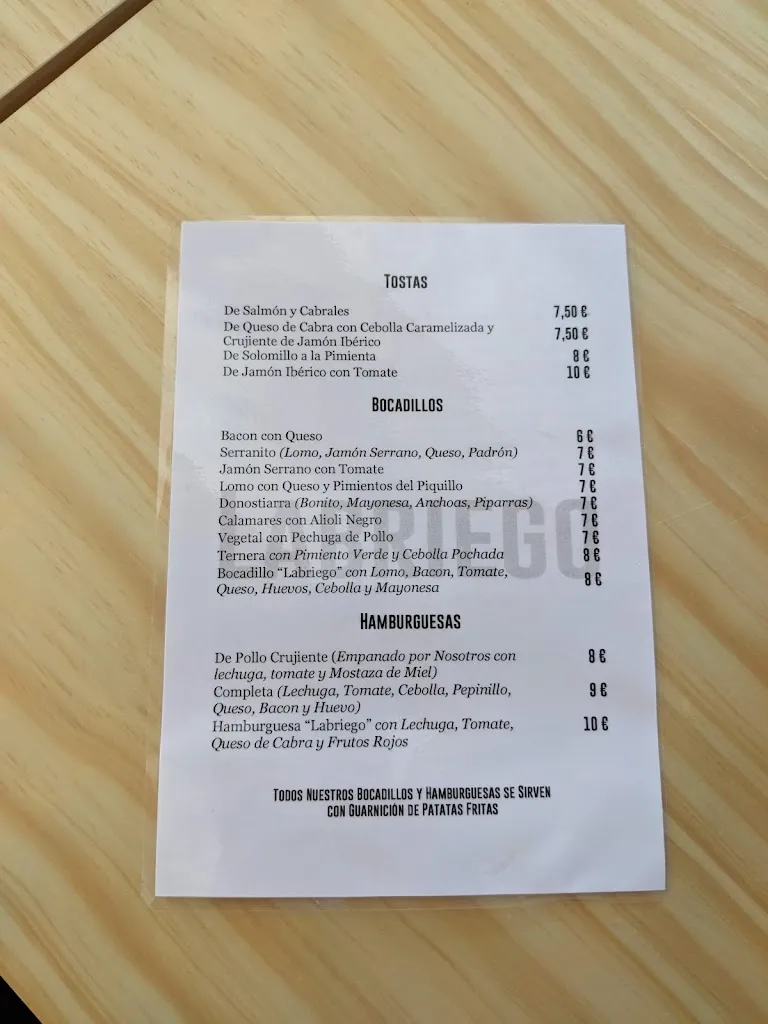 Tostas
De Salmón y Cabrales 7,50 €
De Queso de Cabra con Cebolla Caramelizada y
Crujiente de Jamón Ibérico 7,50 €
De Solomillo a la Pimienta 8 €
De Jamón Ibérico con Tomate 10 €
Bocadillos
Bacon con Queso 6 €
Serranito (Lomo, Jamón Serrano, Queso, Padrón) 7 €
Jamón Serrano con Tomate 7 €
Lomo con Queso y Pimientos del Piquillo 7 €
Donostiarra (Bonito, Mayonesa, Anchoas, Piparras) 7 €
Calamares con Alioli Negro 7 €
Vegetal con Pechuga de Pollo 7 €
Ternera con Pimiento Verde y Cebolla Pochada 8 €
Bocadillo “Labriego” con Lomo, Bacon, Tomate,
Queso, Huevos, Cebolla y Mayonesa 8 €
LABRIEGO
Hamburguesas
De Pollo Crujiente (Empanado por Nosotros con 8 €
lechuga, tomate y Mostaza de Miel)
Completa (Lechuga, Tomate, Cebolla, Pepinillo, 9 €
Queso, Bacon y Huevo)
Hamburguesa “Labriego” con Lechuga, Tomate, 10 €
Queso de Cabra y Frutos Rojos
Todos Nuestros Bocadillos y Hamburguesas se Sirven
con Guarnición de Patatas Fritas